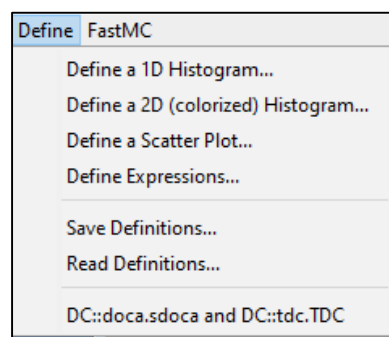 Define FastMC
Define a 1D Histogram...
Define a 2D (colorized) Histogram...
Define a Scatter Plot...
Define Expressions...
Save Definitions...
Read Definitions...
DC::doca.sdoca and DC::tdc.TDC